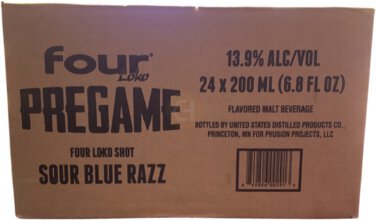 four
Loko
PREGAME
FOUR LOKO SHOT
SOUR BLUE RAZZ
13.9% ALC/VOL
24 x 200 ML (6.8 FL OZ)
FLAVORED MALT BEVERAGE
BOTTLED BY UNITED STATES DISTILLED PRODUCTS CO.,
PRINCETON, MN FOR PHUSION PROJECTS, LLC